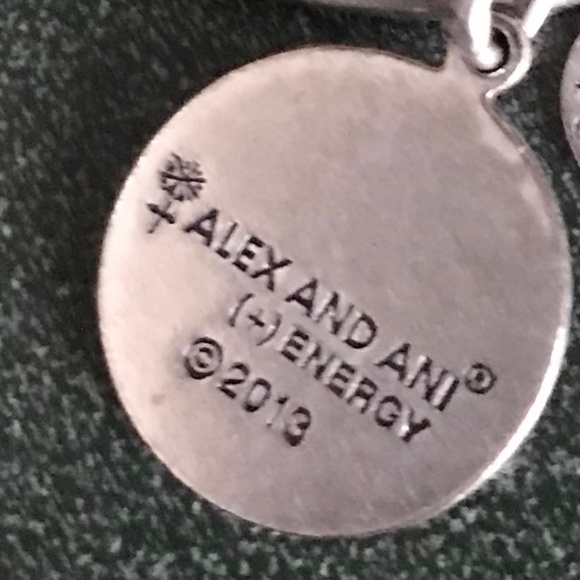 ALEX AND ANI®
(+) ENERGY
©2013